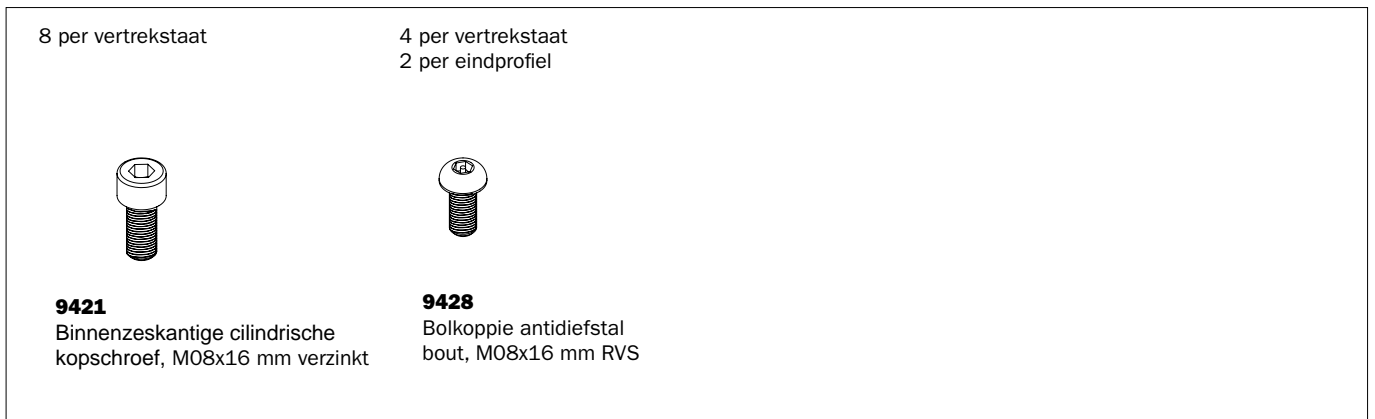 8 per vertrekstaat
4 per vertrekstaat
2 per eindprofiel
9421
Binnenzeskantige cilindrische
kopschroef, M08x16 mm verzinkt
9428
Bolkoppie antidiefstal
bout, M08x16 mm RVS